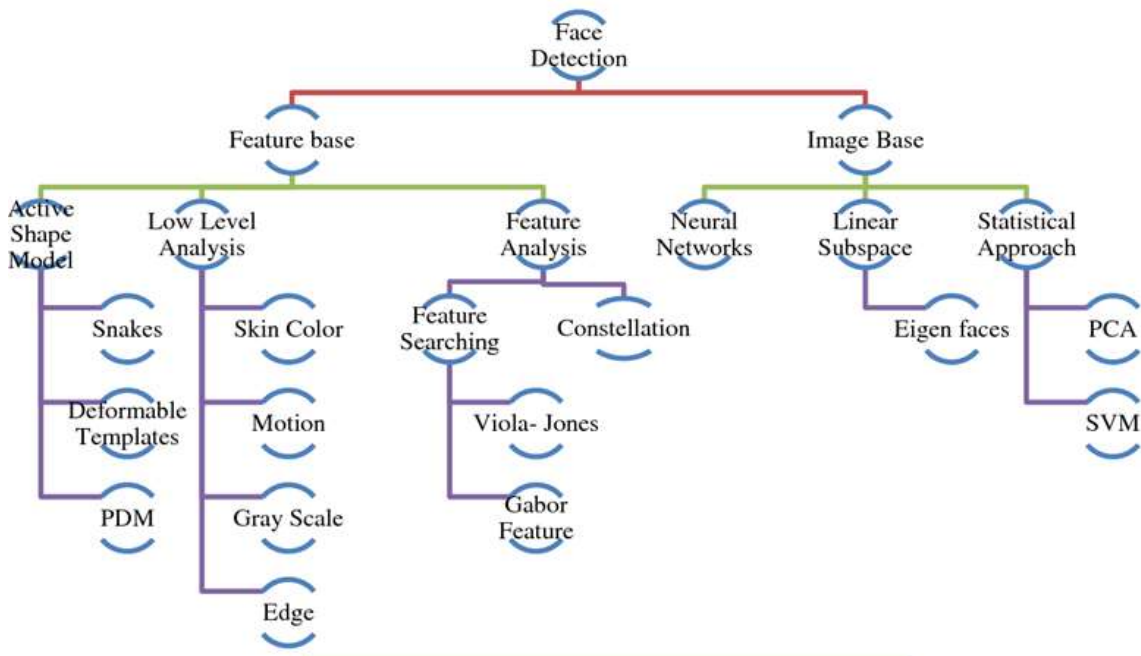 Face
Detection
Feature base
Image Base
Active
Shape
Model
Low Level
Analysis
Feature
Analysis
Neural
Networks
Linear
Subspace
Statistical
Approach
Snakes
Skin Color
Feature
Searching
Constellation
Eigen faces
PCA
Deformable
Templates
Motion
Viola- Jones
SVM
PDM
Gray Scale
Gabor
Feature
Edge